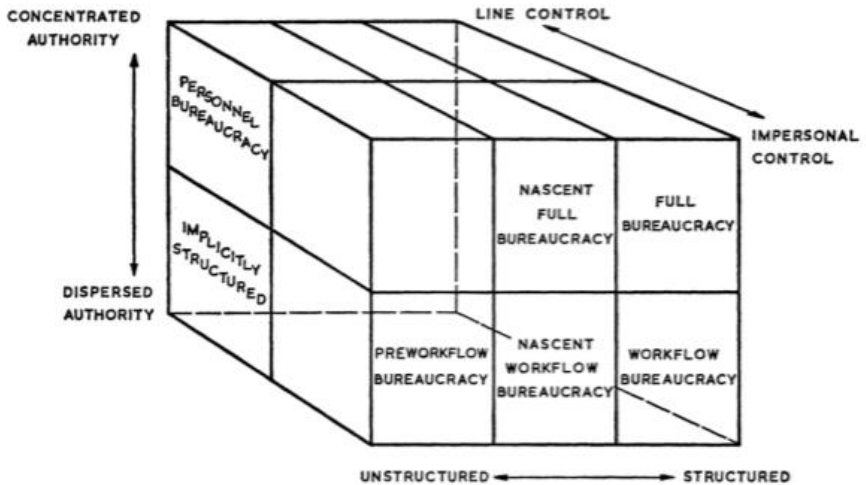 CONCENTRATED
AUTHORITY
LINE CONTROL
IMPERSONAL
CONTROL
PERSONNEL
BUREAUCRACY
NASCENT
FULL
BUREAUCRACY
FULL
BUREAUCRACY
IMPLICITLY
STRUCTURED
DISPERSED
AUTHORITY
PREWORKFLOW
BUREAUCRACY
NASCENT
WORKFLOW
BUREAUCRACY
WORKFLOW
BUREAUCRACY
UNSTRUCTURED
STRUCTURED